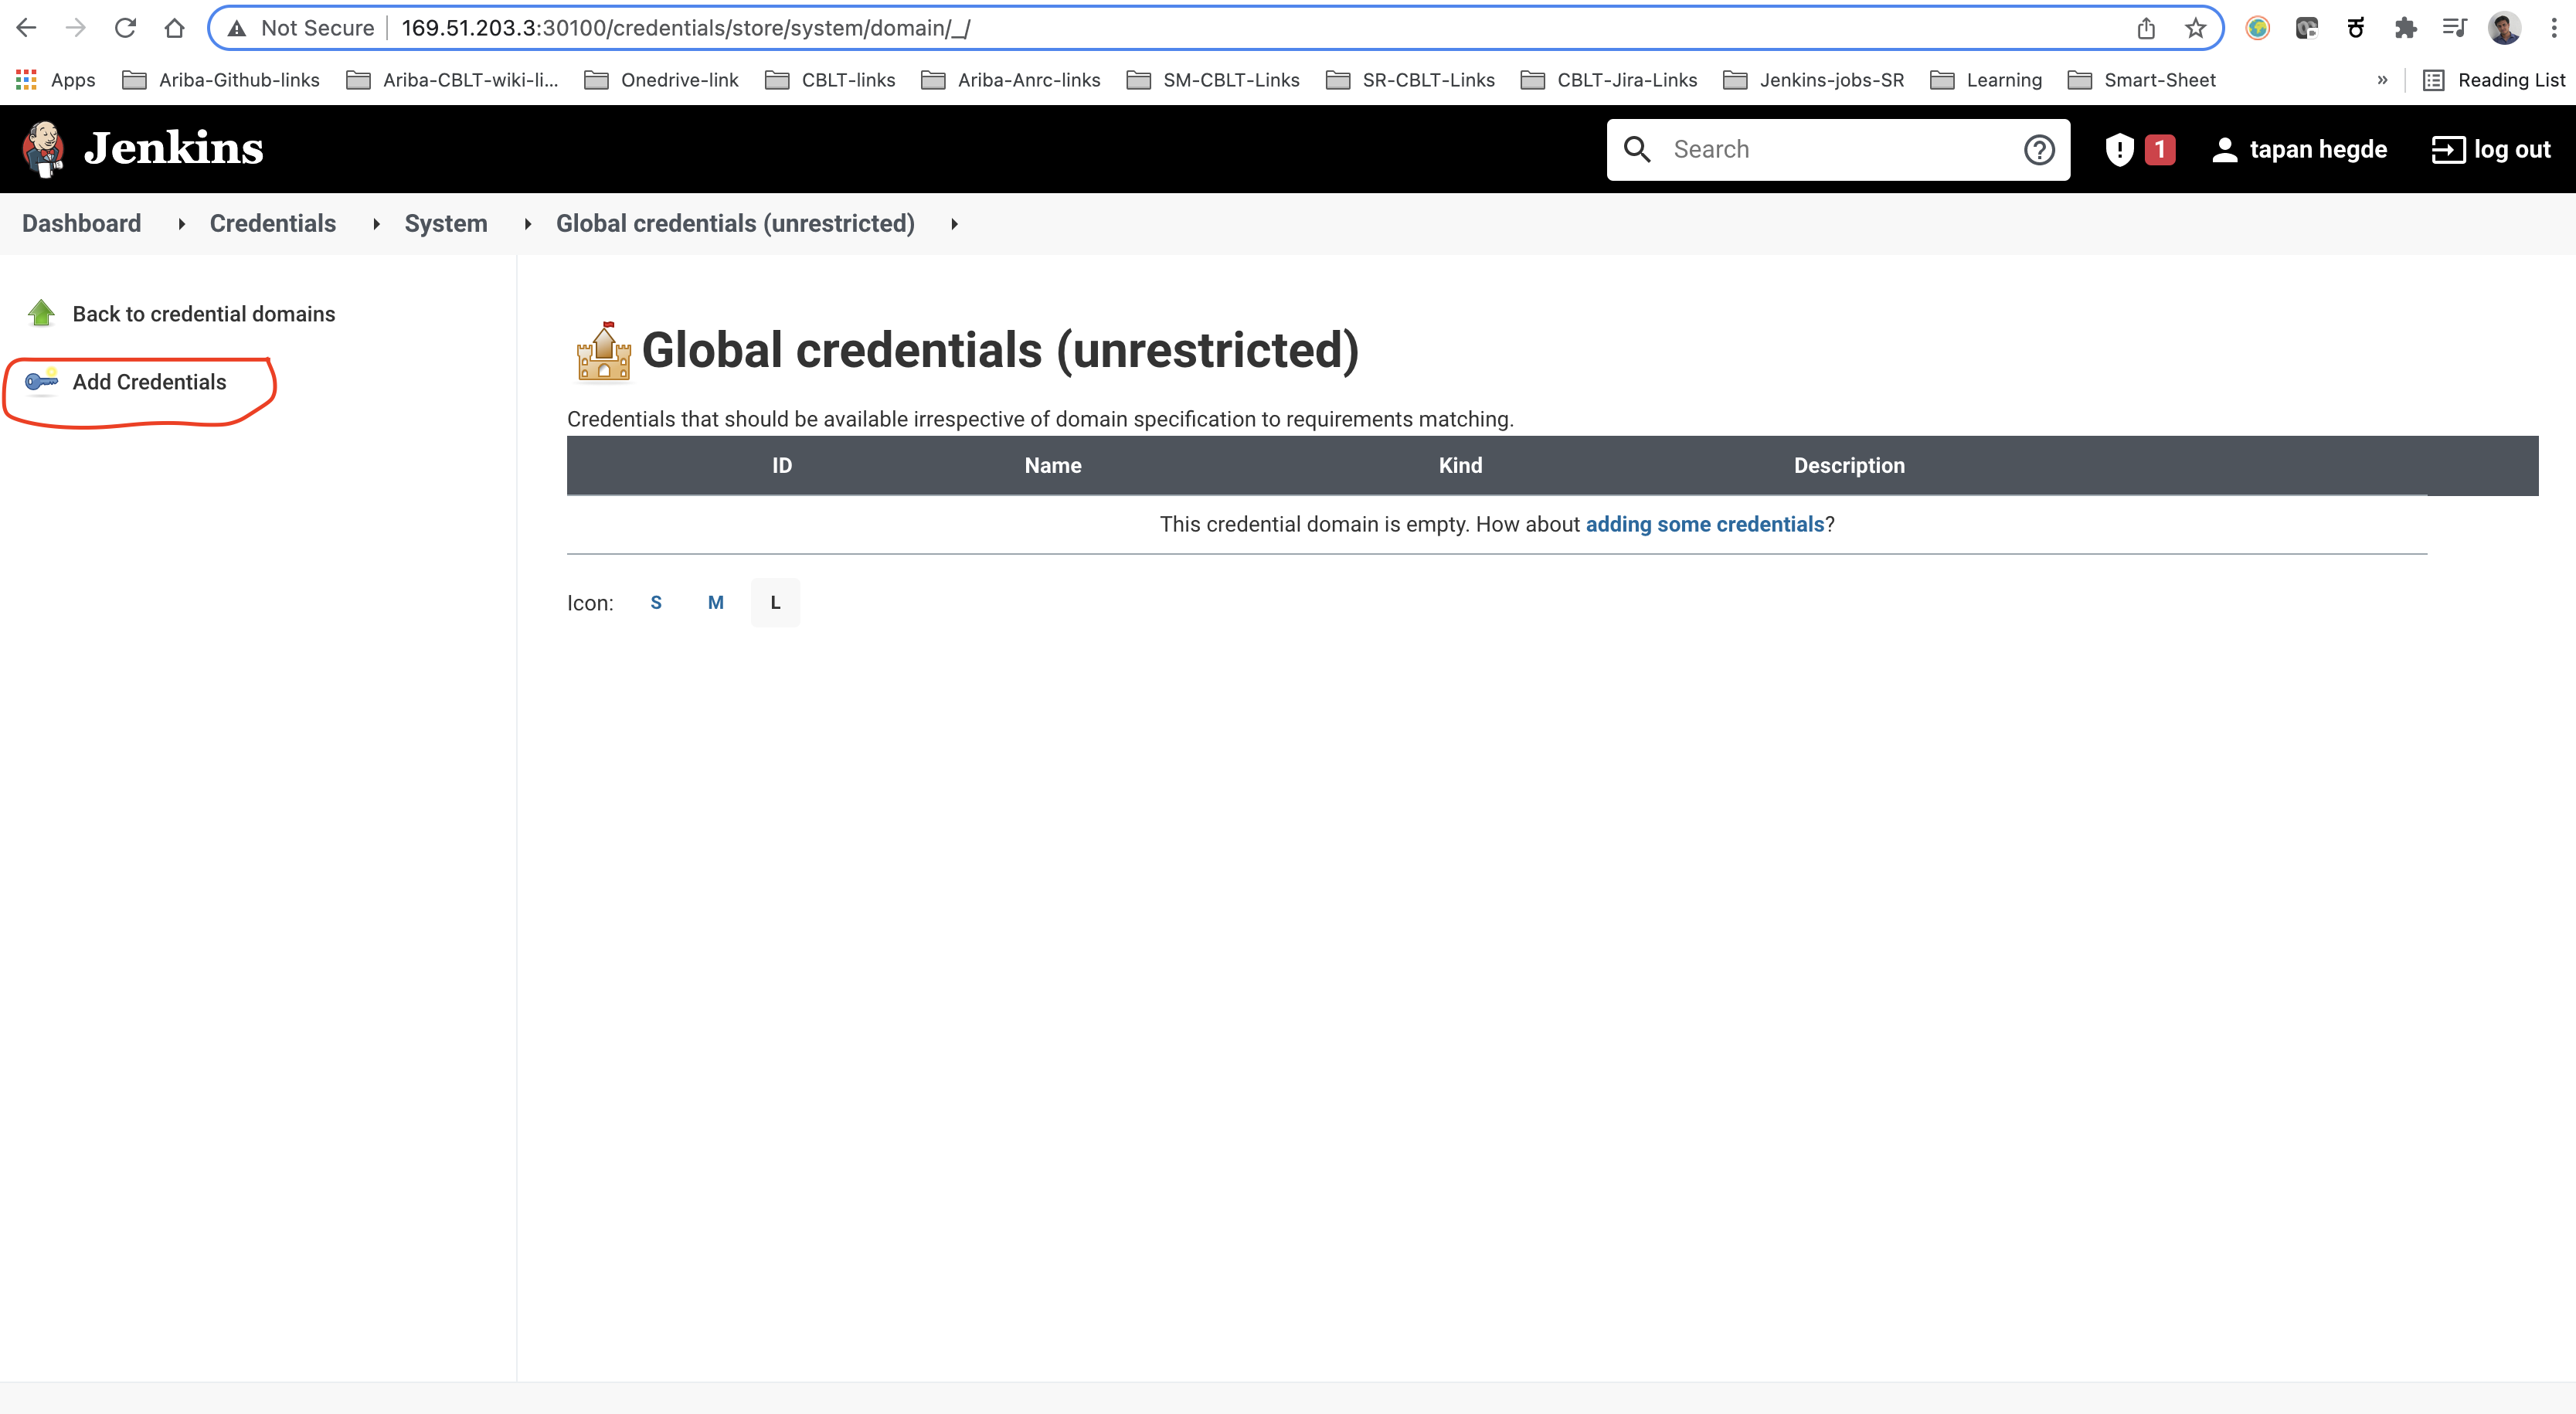 Not Secure 169.51.203.3:30100/credentials/store/system/domain/_/ ठ
Apps Ariba-Github-links Ariba-CBLT-wiki-li... Onedrive-link CBLT-links Ariba-Anrc-links SM-CBLT-Links SR-CBLT-Links CBLT-Jira-Links Jenkins-jobs-SR Learning Smart-Sheet » Reading List
Jenkins Search 1 tapan hegde log out
Dashboard Credentials System Global credentials (unrestricted)
Back to credential domains
Add Credentials
Global credentials (unrestricted)
Credentials that should be available irrespective of domain specification to requirements matching.
ID Name Kind Description
This credential domain is empty. How about adding some credentials?
Icon: S M L